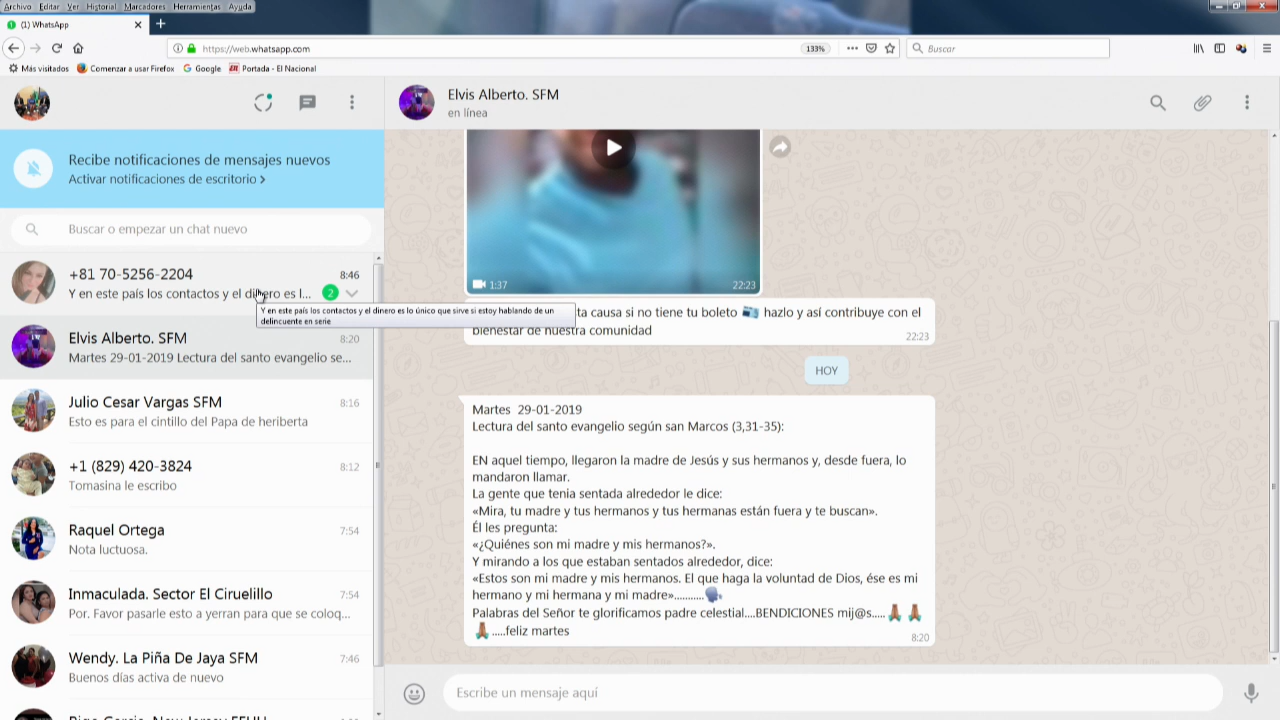 Archivo Editar Ver Historial Marcadores Herramientas Ayuda
(1) WhatsApp
https://web.whatsapp.com
133%
Buscar
Más visitados Comenzar a usar Firefox Google Portada - El Nacional
Elvis Alberto. SFM
en línea
Recibe notificaciones de mensajes nuevos
Activar notificaciones de escritorio >
Buscar o empezar un chat nuevo
+81 70-5256-2204 8:46
Y en este país los contactos y el dinero es l... 2
Y en este país los contactos y el dinero es lo único que sirve si estoy hablando de un
delincuente en serie
Elvis Alberto. SFM 8:20
Martes 29-01-2019 Lectura del santo evangelio se...
Julio Cesar Vargas SFM 8:16
Esto es para el cintillo del Papa de heriberta
+1 (829) 420-3824 8:12
Tomasina le escribo
Raquel Ortega 7:54
Nota luctuosa.
Inmaculada. Sector El Ciruelillo 7:54
Por. Favor pasarle esto a yerran para que se coloq...
Wendy. La Piña De Jaya SFM 7:46
Buenos días activa de nuevo
1:37 22:23
ta causa si no tiene tu boleto hazlo y así contribuye con el
bienestar de nuestra comunidad
22:23
HOY
Martes 29-01-2019
Lectura del santo evangelio según san Marcos (3,31-35):
EN aquel tiempo, llegaron la madre de Jesús y sus hermanos y, desde fuera, lo
mandaron llamar.
La gente que tenia sentada alrededor le dice:
«Mira, tu madre y tus hermanos y tus hermanas están fuera y te buscan».
Él les pregunta:
«¿Quiénes son mi madre y mis hermanos?».
Y mirando a los que estaban sentados alrededor, dice:
«Estos son mi madre y mis hermanos. El que haga la voluntad de Dios, ése es mi
hermano y mi hermana y mi madre»...........
Palabras del Señor te glorificamos padre celestial....BENDICIONES mij@s.....
.....feliz martes
8:20
Escribe un mensaje aquí